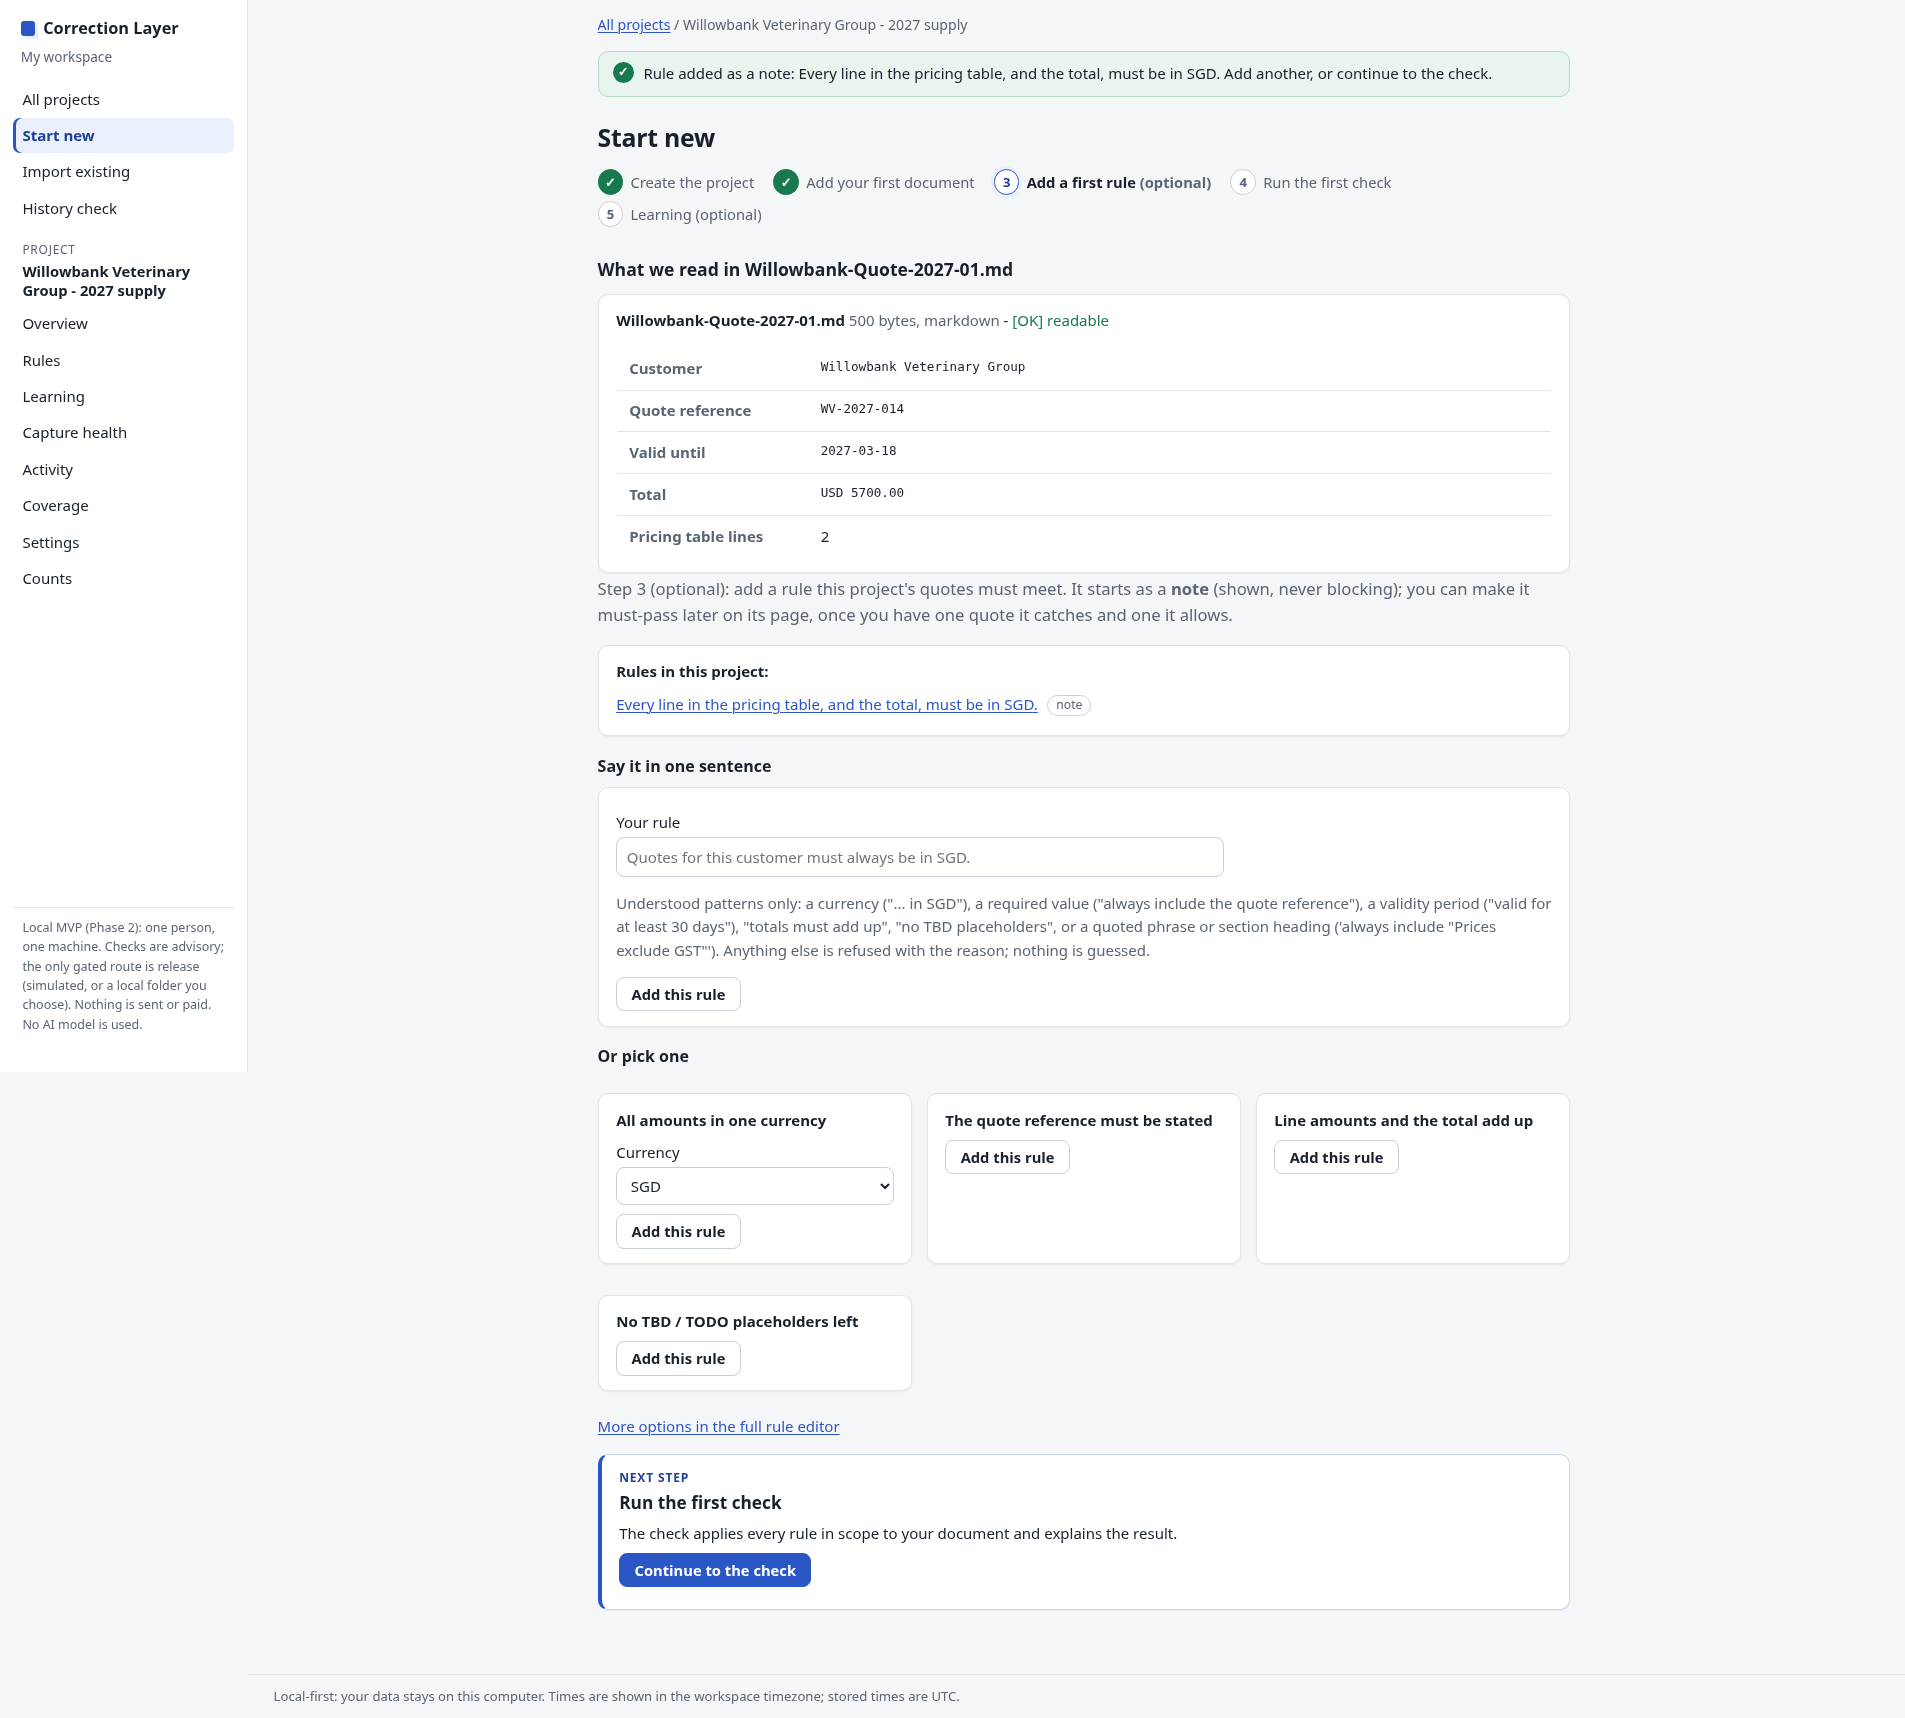 Correction Layer
My workspace
All projects
Start new
Import existing
History check
PROJECT
Willowbank Veterinary
Group - 2027 supply
Overview
Rules
Learning
Capture health
Activity
Coverage
Settings
Counts
Local MVP (Phase 2): one person,
one machine. Checks are advisory;
the only gated route is release
(simulated, or a local folder you
choose). Nothing is sent or paid.
No AI model is used.
All projects / Willowbank Veterinary Group - 2027 supply
✓ Rule added as a note: Every line in the pricing table, and the total, must be in SGD. Add another, or continue to the check.
Start new
✓ Create the project ✓ Add your first document 3 Add a first rule (optional) 4 Run the first check
5 Learning (optional)
What we read in Willowbank-Quote-2027-01.md
Willowbank-Quote-2027-01.md 500 bytes, markdown - [OK] readable
Customer Willowbank Veterinary Group
Quote reference WV-2027-014
Valid until 2027-03-18
Total USD 5700.00
Pricing table lines 2
Step 3 (optional): add a rule this project's quotes must meet. It starts as a note (shown, never blocking); you can make it
must-pass later on its page, once you have one quote it catches and one it allows.
Rules in this project:
Every line in the pricing table, and the total, must be in SGD. note
Say it in one sentence
Your rule
Quotes for this customer must always be in SGD.
Understood patterns only: a currency ("... in SGD"), a required value ("always include the quote reference"), a validity period ("valid for
at least 30 days"), "totals must add up", "no TBD placeholders", or a quoted phrase or section heading ('always include "Prices
exclude GST"'). Anything else is refused with the reason; nothing is guessed.
Add this rule
Or pick one
All amounts in one currency
Currency
SGD
Add this rule
The quote reference must be stated
Add this rule
Line amounts and the total add up
Add this rule
No TBD / TODO placeholders left
Add this rule
More options in the full rule editor
NEXT STEP
Run the first check
The check applies every rule in scope to your document and explains the result.
Continue to the check
Local-first: your data stays on this computer. Times are shown in the workspace timezone; stored times are UTC.